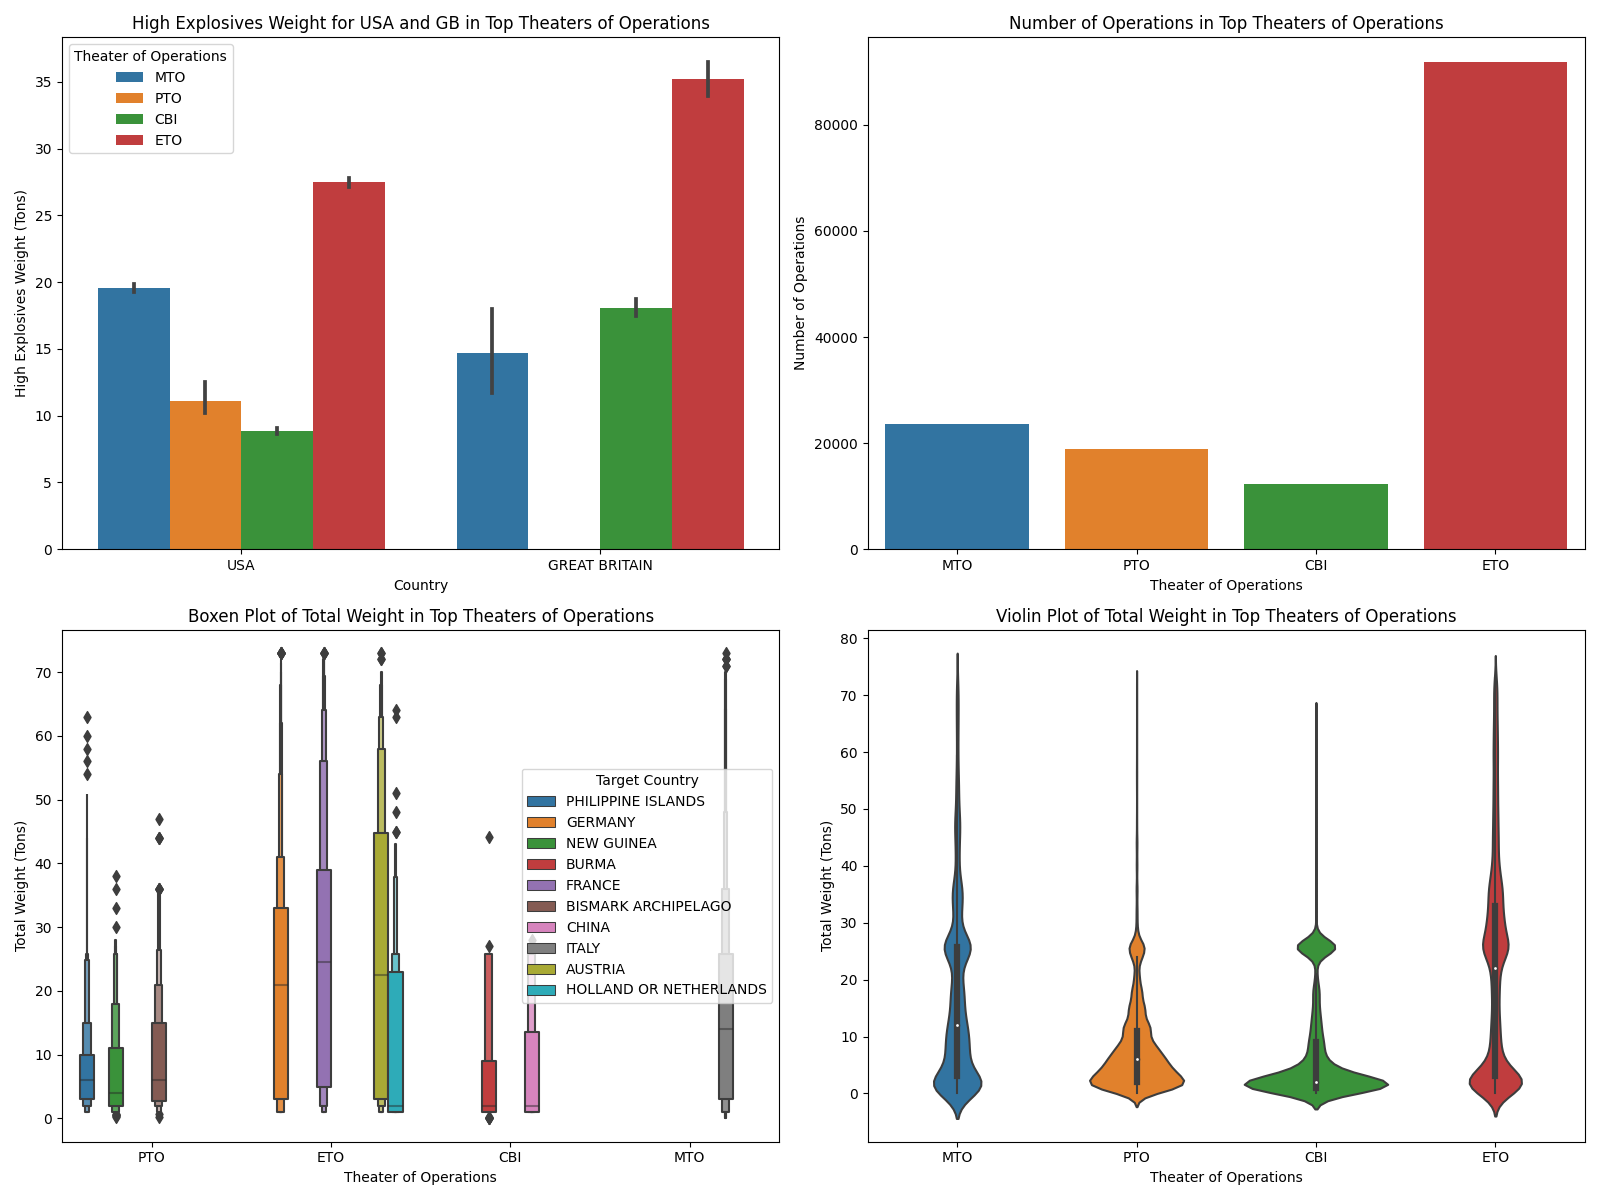 High Explosives Weight for USA and GB in Top Theaters of Operations
Theater of Operations
MTO
PTO
CBI
ETO
35
30
25
20
15
10
5
0
High Explosives Weight (Tons)
USA
GREAT BRITAIN
Country
Number of Operations in Top Theaters of Operations
80000
60000
40000
20000
0
Number of Operations
MTO
PTO
CBI
ETO
Theater of Operations
Boxen Plot of Total Weight in Top Theaters of Operations
70
60
50
40
30
20
10
0
Total Weight (Tons)
Target Country
PHILIPPINE ISLANDS
GERMANY
NEW GUINEA
BURMA
FRANCE
BISMARK ARCHIPELAGO
CHINA
ITALY
AUSTRIA
HOLLAND OR NETHERLANDS
PTO
ETO
CBI
MTO
Theater of Operations
Violin Plot of Total Weight in Top Theaters of Operations
80
70
60
50
40
30
20
10
0
Total Weight (Tons)
MTO
PTO
CBI
ETO
Theater of Operations